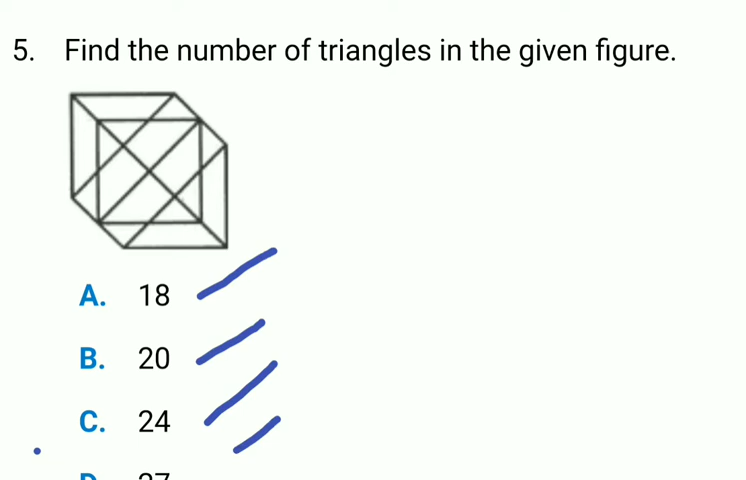 5. Find the number of triangles in the given figure.
A. 18
B. 20
C. 24